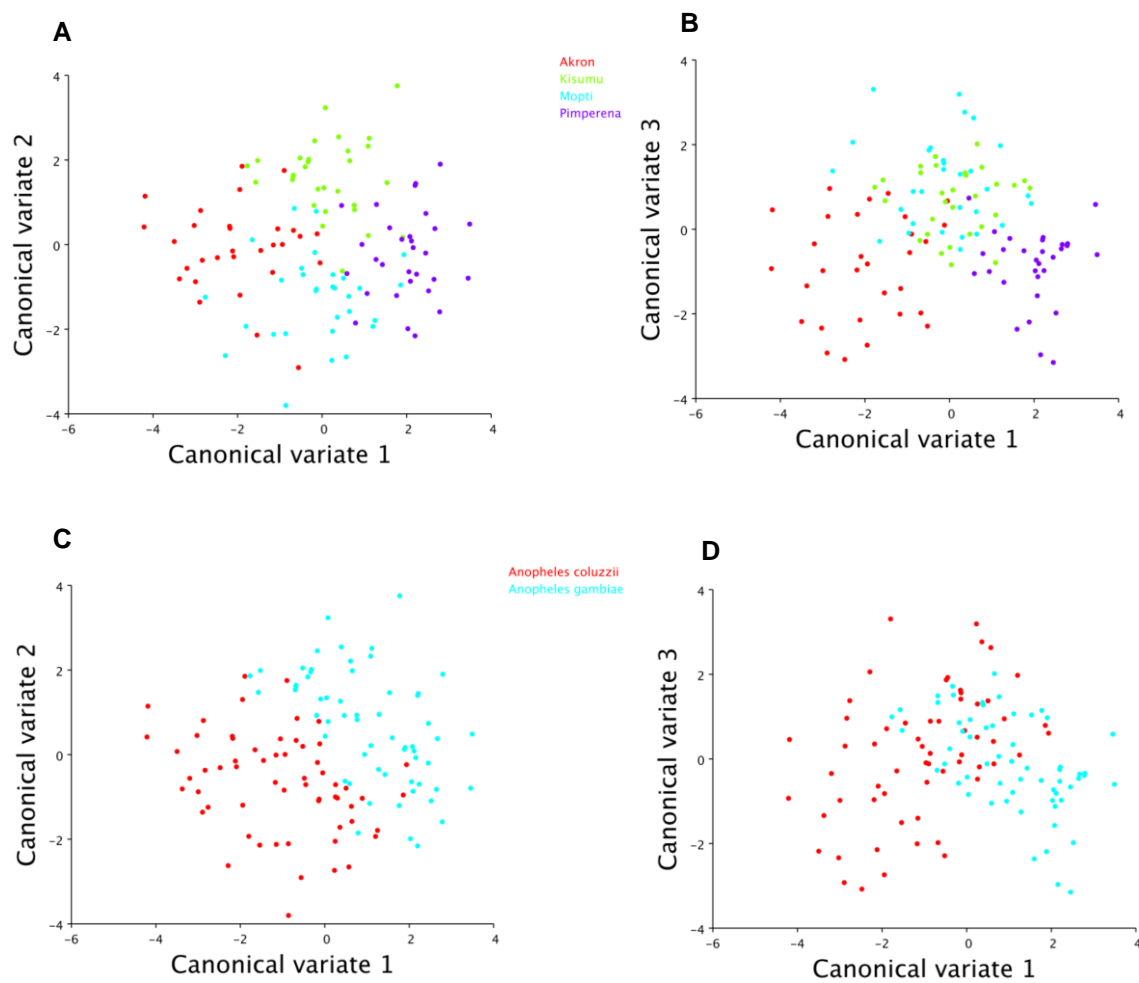 A
B
Akron
Kisumu
Mopti
Pimperena
4
2
0
−2
−4
−6
−4
−2
0
2
4
Canonical variate 2
Canonical variate 1
4
2
0
−2
−4
−6
−4
−2
0
2
4
Canonical variate 3
Canonical variate 1
C
D
Anopheles coluzzii
Anopheles gambiae
4
2
0
−2
−4
−6
−4
−2
0
2
4
Canonical variate 2
Canonical variate 1
4
2
0
−2
−4
−6
−4
−2
0
2
4
Canonical variate 3
Canonical variate 1